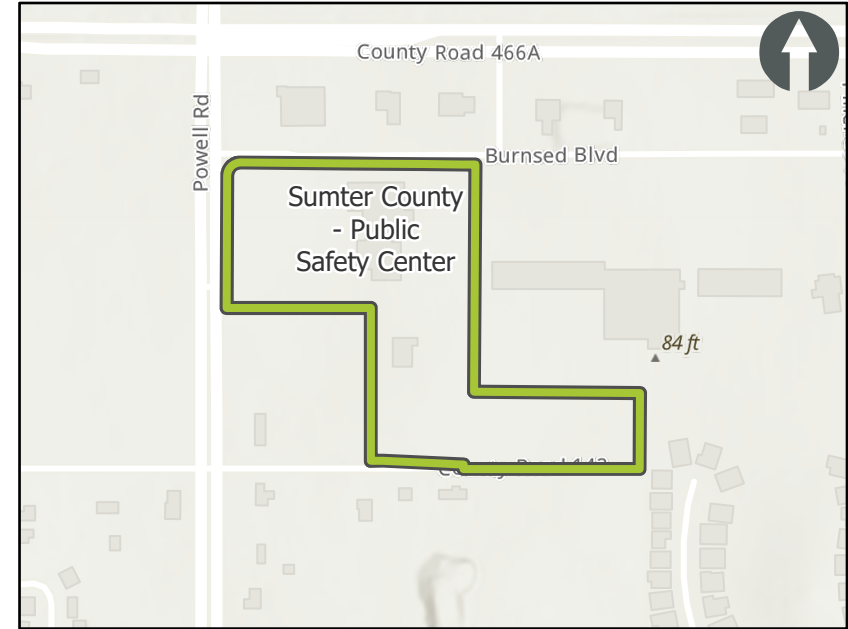 County Road 466A
Powell Rd
Burnsed Blvd
Sumter County
- Public
Safety Center
84 ft